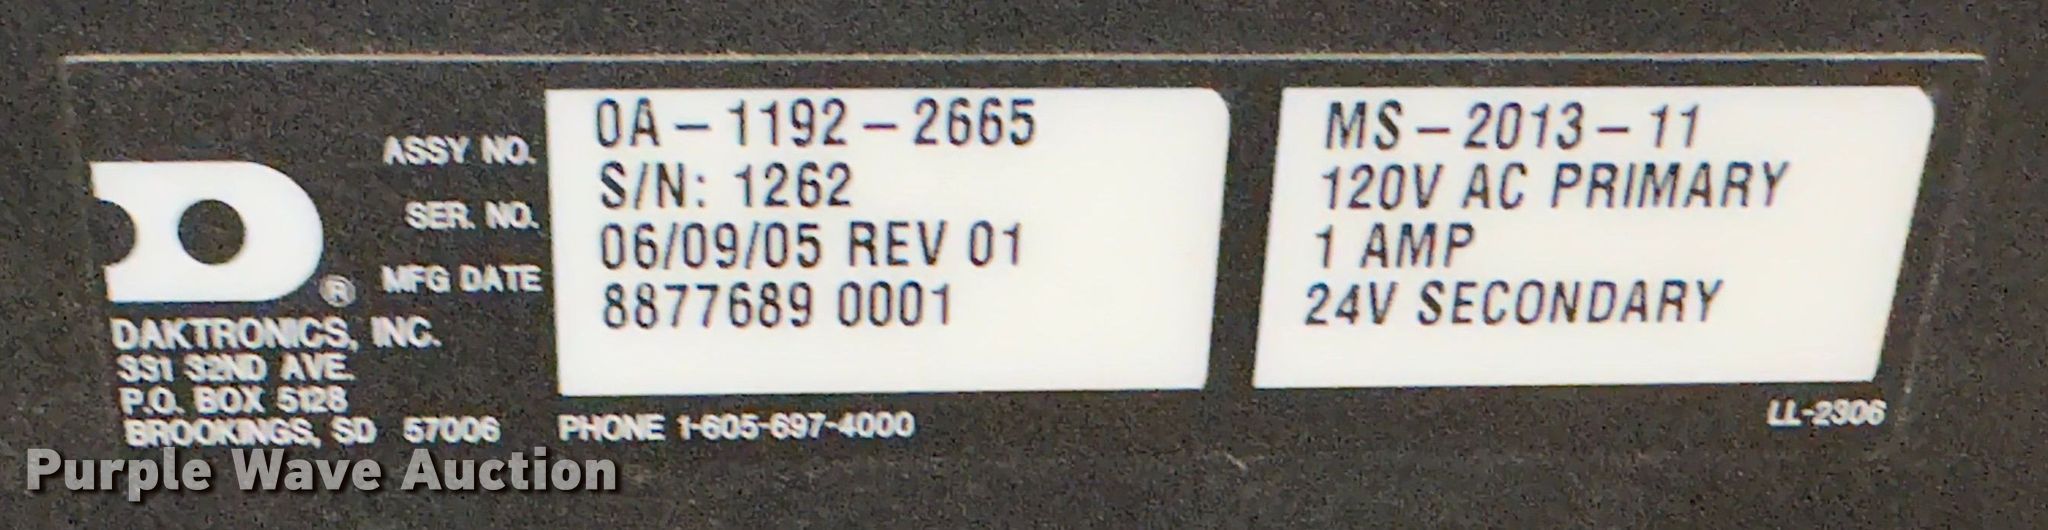 ASSY NO.
SER. NO.
MFG DATE
0A-1192-2665
S/N: 1262
06/09/05 REV 01
8877689 0001
MS-2013-11
120V AC PRIMARY
1 AMP
24V SECONDARY
®
DAKTRONICS, INC.
331 32ND AVE.
P.O. BOX 5128
BROOKINGS, SD 57006
PHONE 1-605-697-4000
LL-2306
Purple Wave Auction